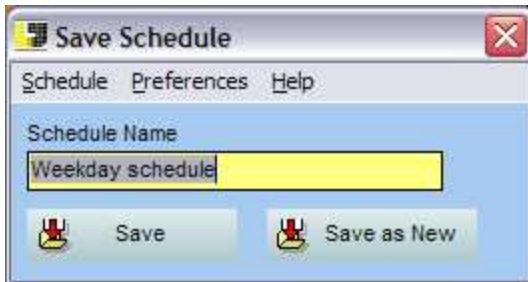 Save Schedule
Schedule Preferences Help
Schedule Name
Weekday schedule
Save Save as New